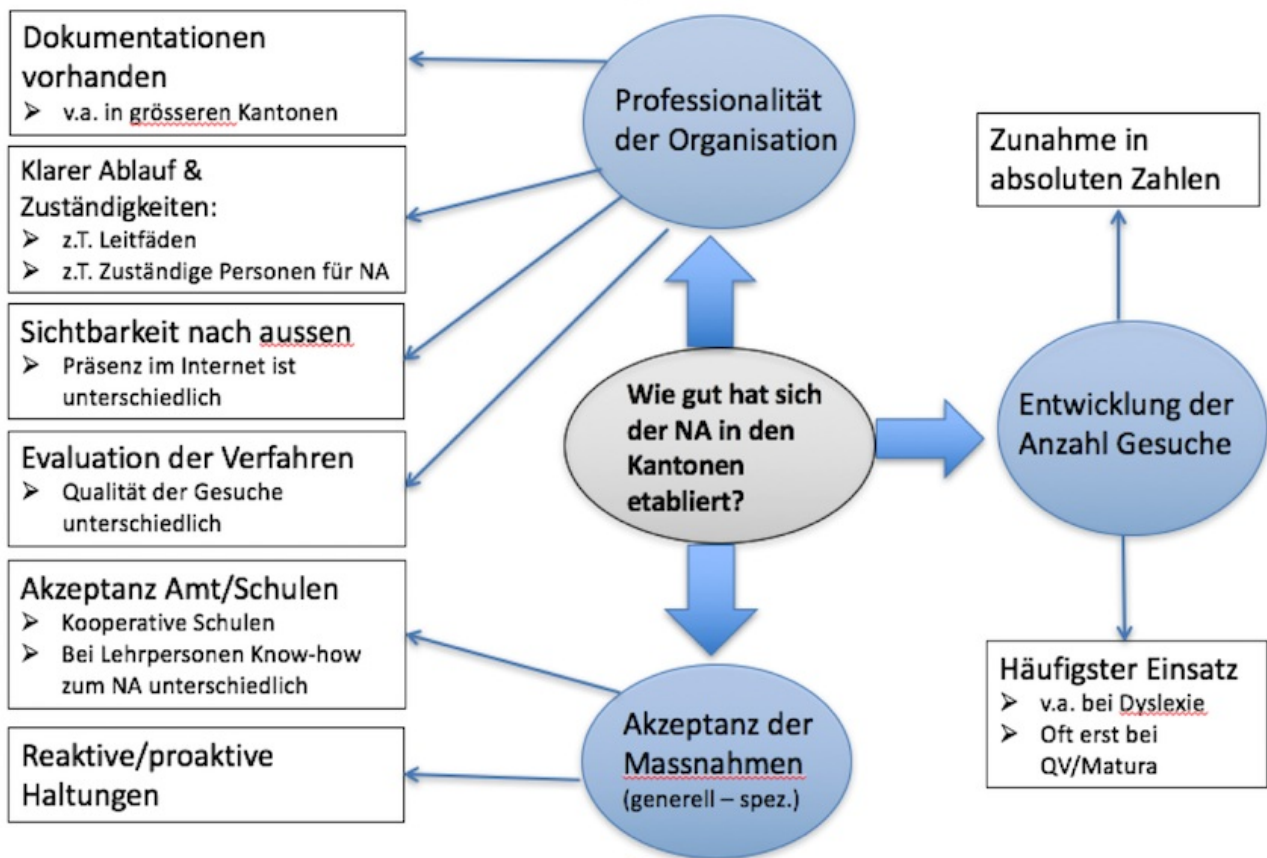 Dokumentationen
vorhanden
➢ v.a. in grösseren Kantonen
Klarer Ablauf &
Zuständigkeiten:
➢ z.T. Leitfäden
➢ z.T. Zuständige Personen für NA
Sichtbarkeit nach aussen
➢ Präsenz im Internet ist
unterschiedlich
Evaluation der Verfahren
➢ Qualität der Gesuche
unterschiedlich
Akzeptanz Amt/Schulen
➢ Kooperative Schulen
➢ Bei Lehrpersonen Know-how
zum NA unterschiedlich
Reaktive/proaktive
Haltungen
Professionalität
der Organisation
Wie gut hat sich
der NA in den
Kantonen
etabliert?
Akzeptanz der
Massnahmen
(generell – spez.)
Zunahme in
absoluten Zahlen
Entwicklung der
Anzahl Gesuche
Häufigster Einsatz
➢ v.a. bei Dyslexie
➢ Oft erst bei
QV/Matura